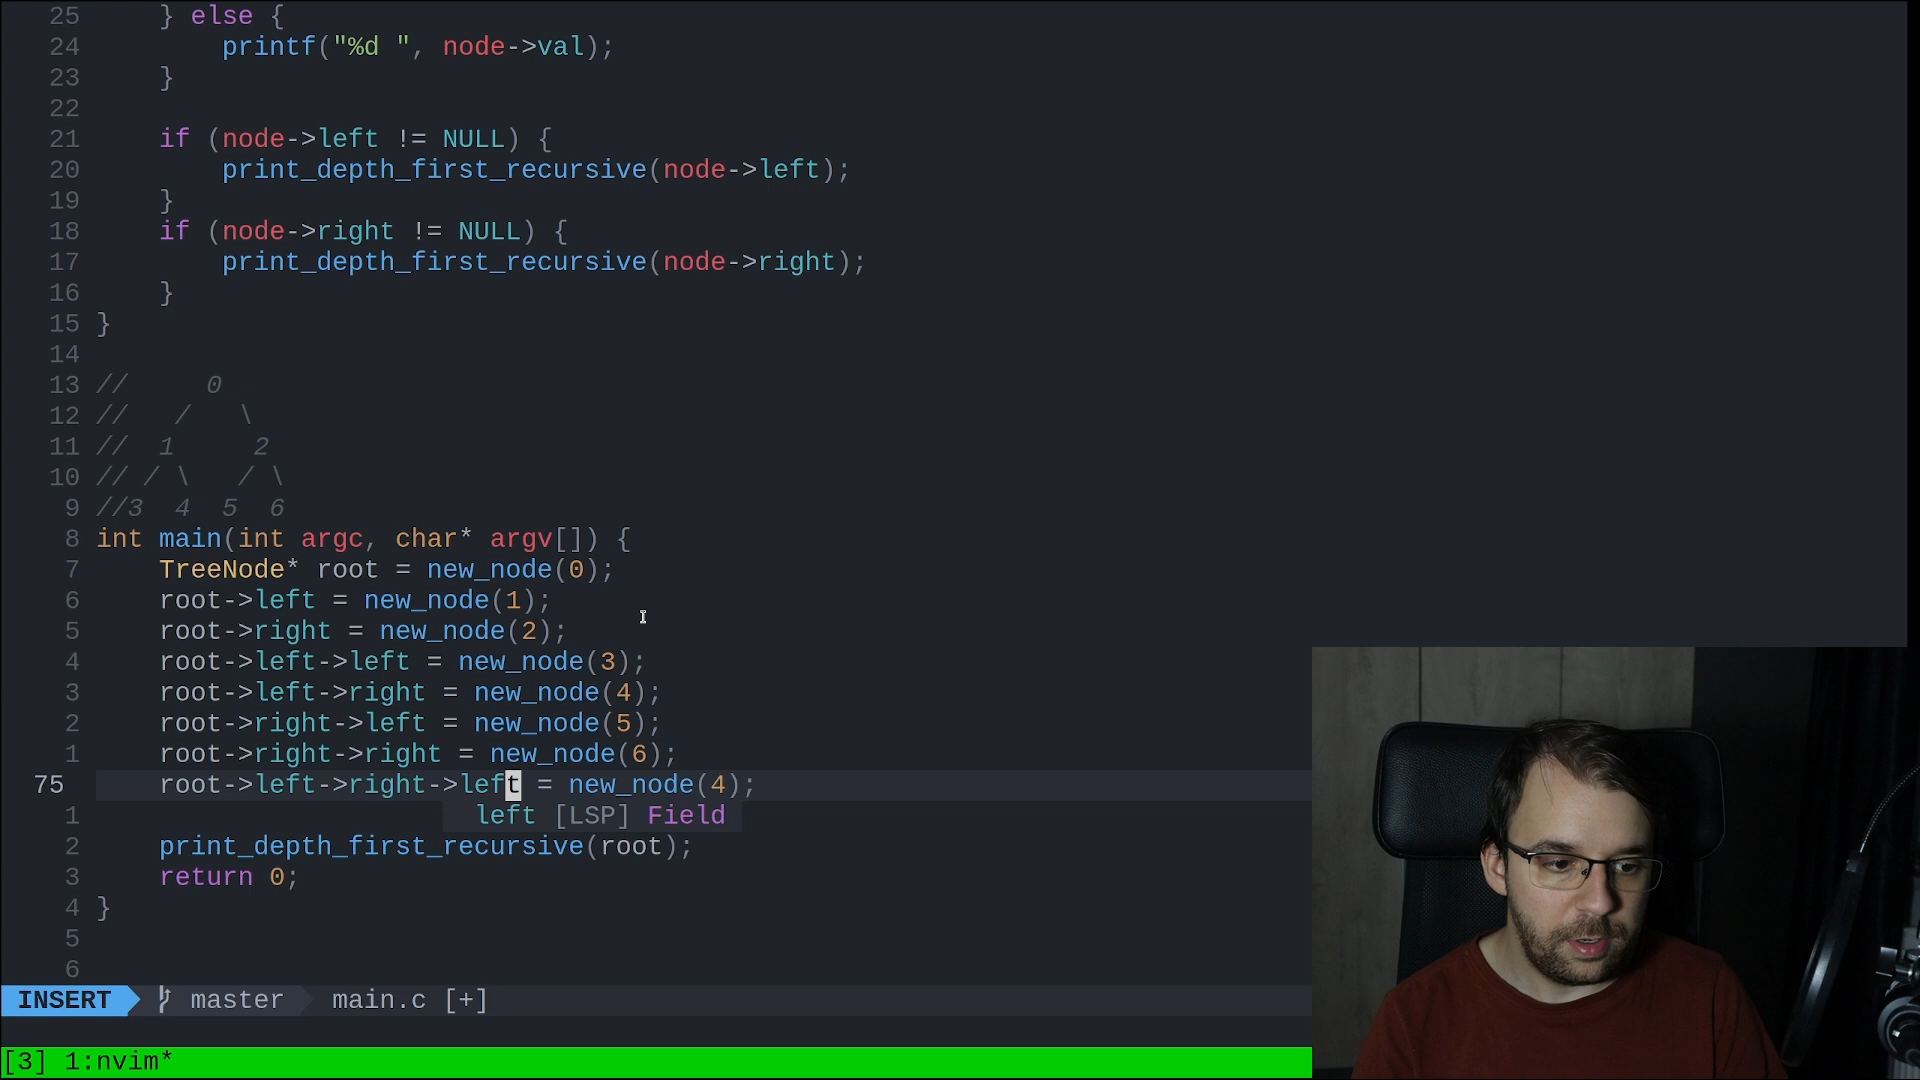 25     } else {
24         printf("%d ", node->val);
23     }
22
21     if (node->left != NULL) {
20         print_depth_first_recursive(node->left);
19     }
18     if (node->right != NULL) {
17         print_depth_first_recursive(node->right);
16     }
15 }
14
13 //     0
12 //   /   \
11 //  1     2
10 // / \   / \
9 //3  4  5  6
8 int main(int argc, char* argv[]) {
7     TreeNode* root = new_node(0);
6     root->left = new_node(1);
5     root->right = new_node(2);
4     root->left->left = new_node(3);
3     root->left->right = new_node(4);
2     root->right->left = new_node(5);
1     root->right->right = new_node(6);
75     root->left->right->left = new_node(4);
1     left [LSP] Field
2     print_depth_first_recursive(root);
3     return 0;
4 }
5
6
INSERT master main.c [+]
[3] 1:nvim*